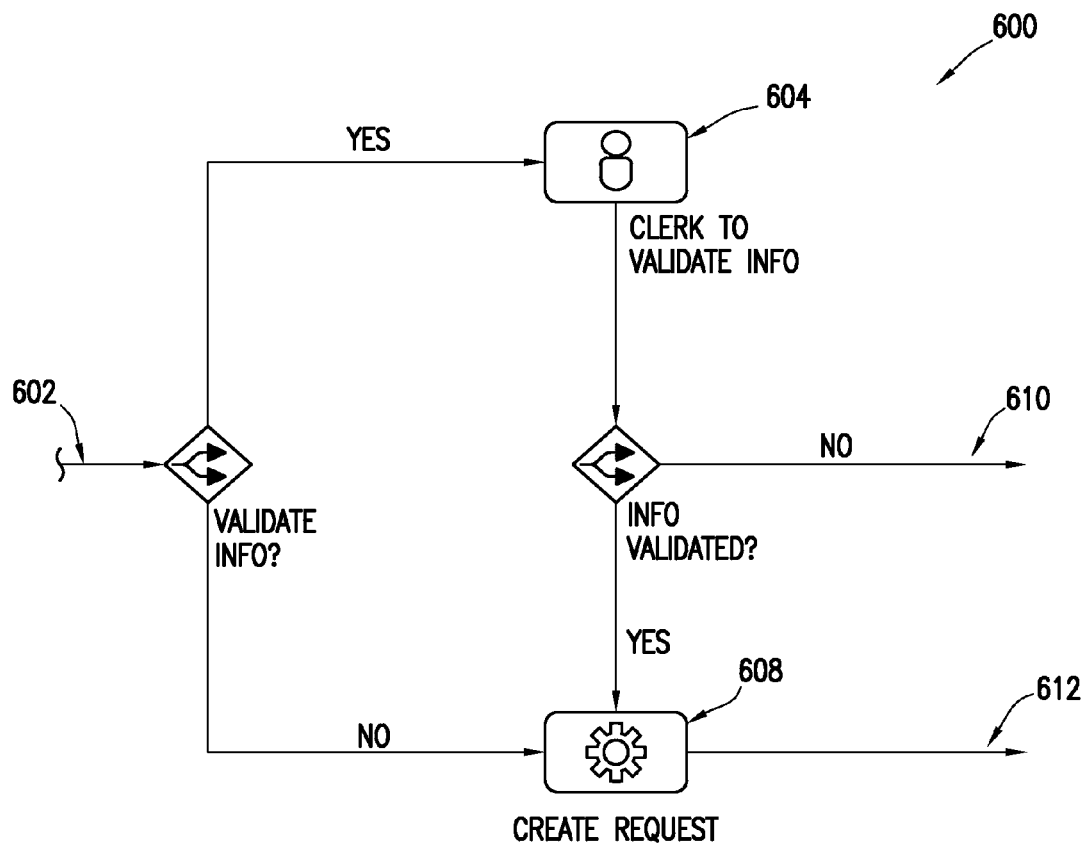 600
604
YES
CLERK TO
VALIDATE INFO
602
610
NO
VALIDATE
INFO?
INFO
VALIDATED?
YES
608
612
NO
CREATE REQUEST